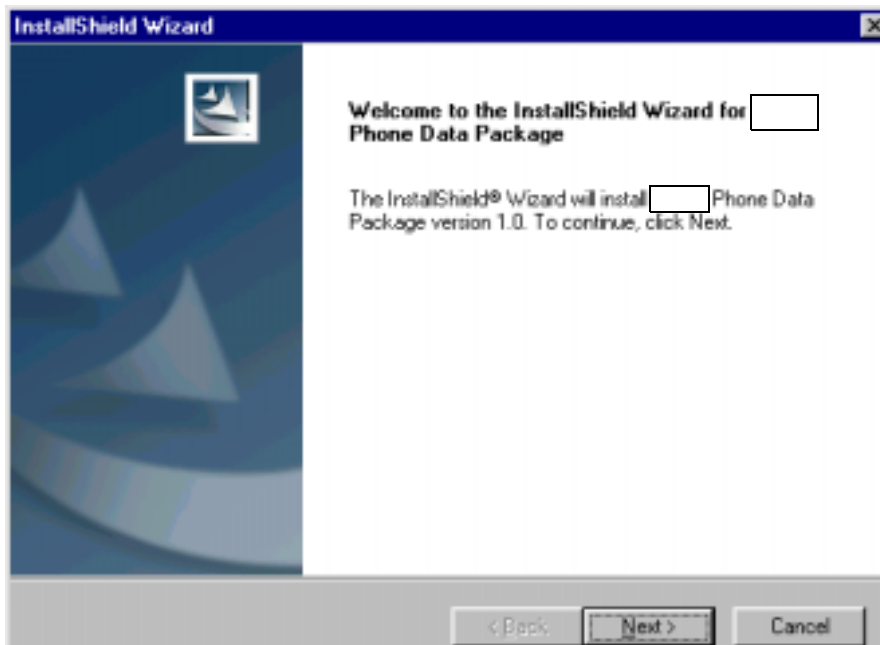 InstallShield Wizard
Welcome to the InstallShield Wizard for
Phone Data Package
The InstallShield® Wizard will install Phone Data
Package version 1.0. To continue, click Next.
< Back Next > Cancel